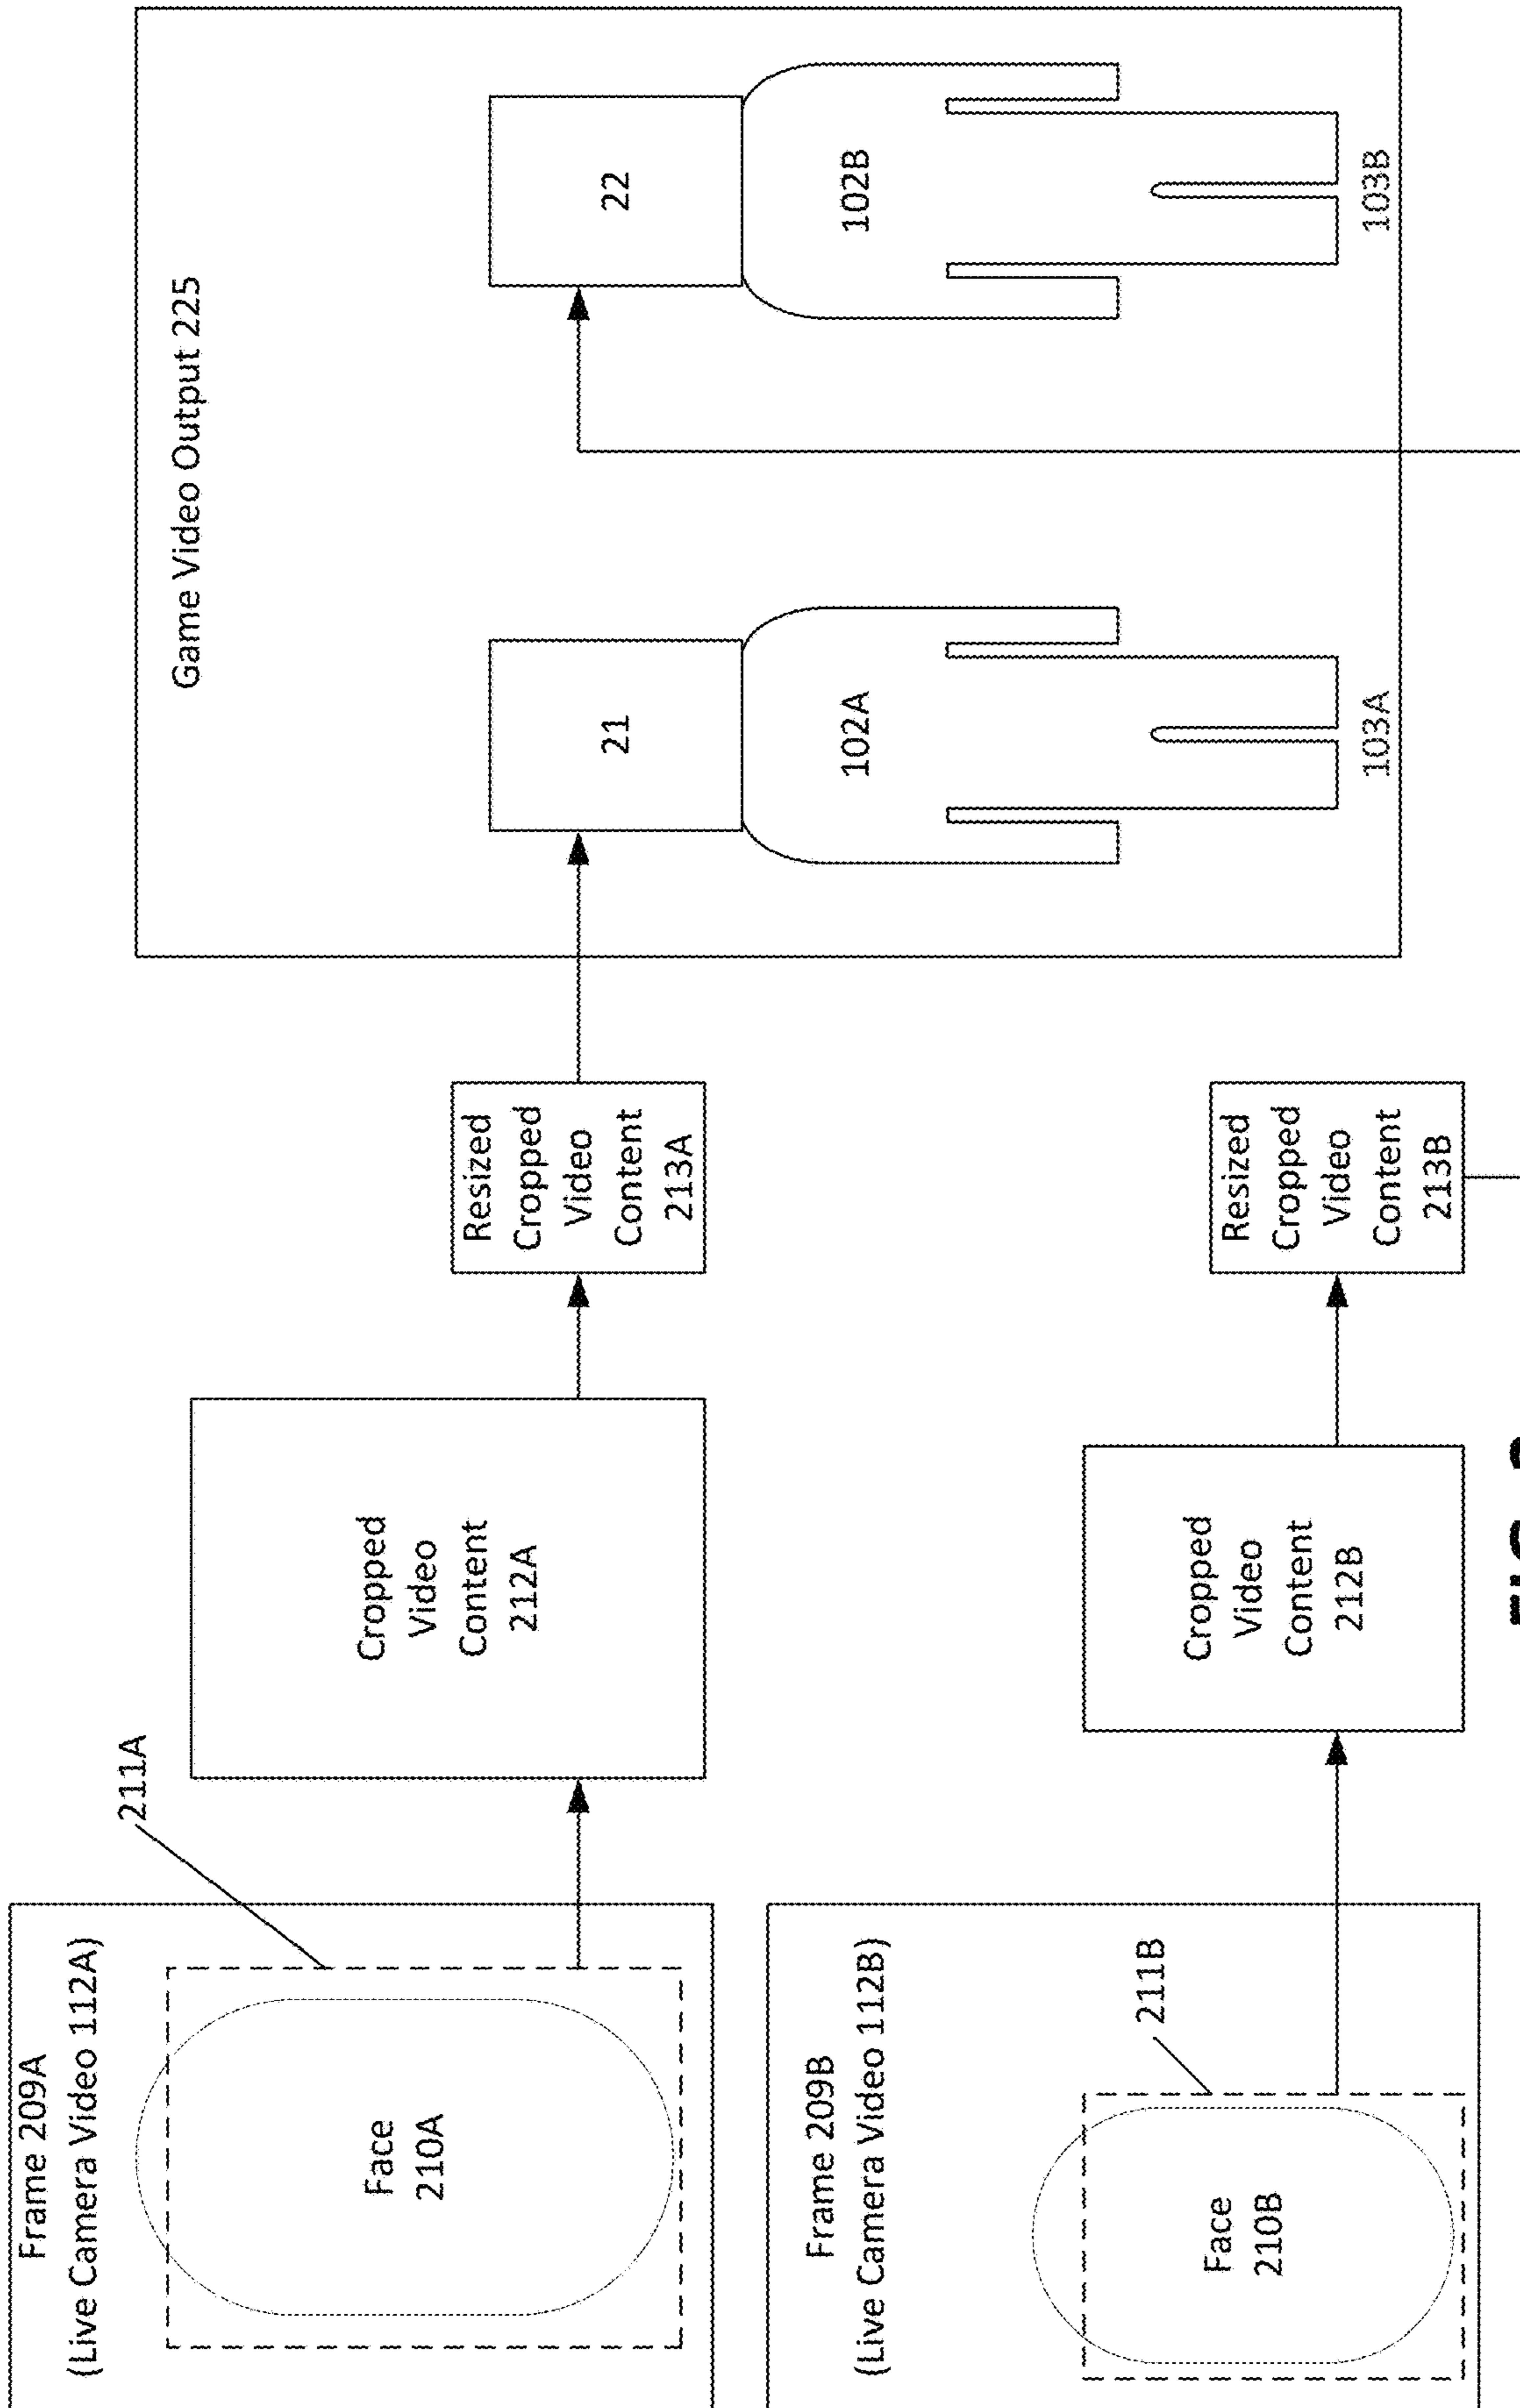 Frame 209A
(Live Camera Video 112A)
Face
210A
211A
Cropped
Video
Content
212A
Resized
Cropped
Video
Content
213A
Game Video Output 225
21
102A
103A
22
102B
103B
Frame 209B
(Live Camera Video 112B)
Face
210B
211B
Cropped
Video
Content
212B
Resized
Cropped
Video
Content
213B